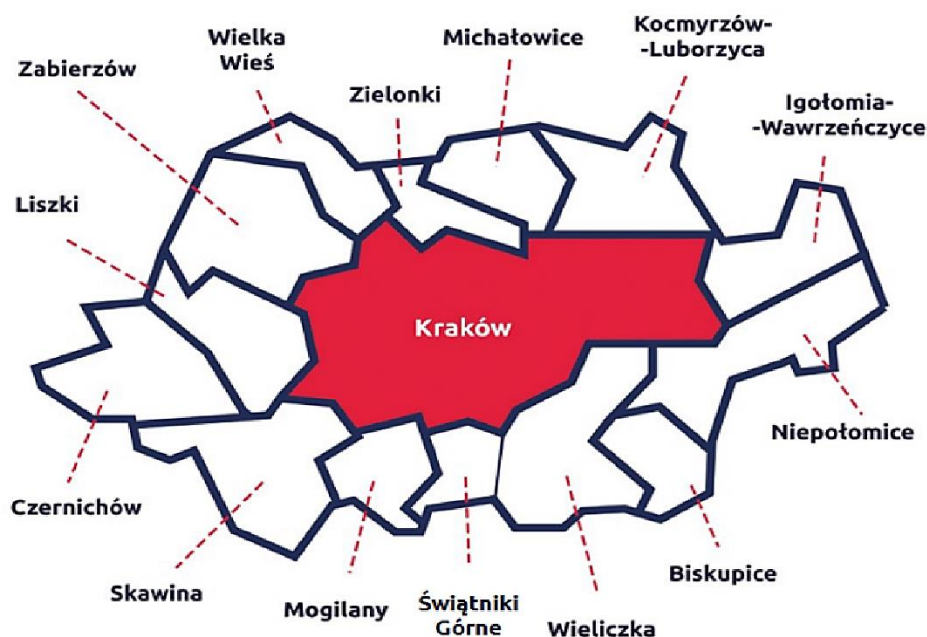 Wielka
Wieś
Michałowice
Kocmyrzów-
-Luborzyca
Zabierzów
Zielonki
Igołomia-
-Wawrzeńczyce
Liszki
Kraków
Niepołomice
Czernichów
Biskupice
Skawina
Mogilany
Świątniki
Górne
Wieliczka